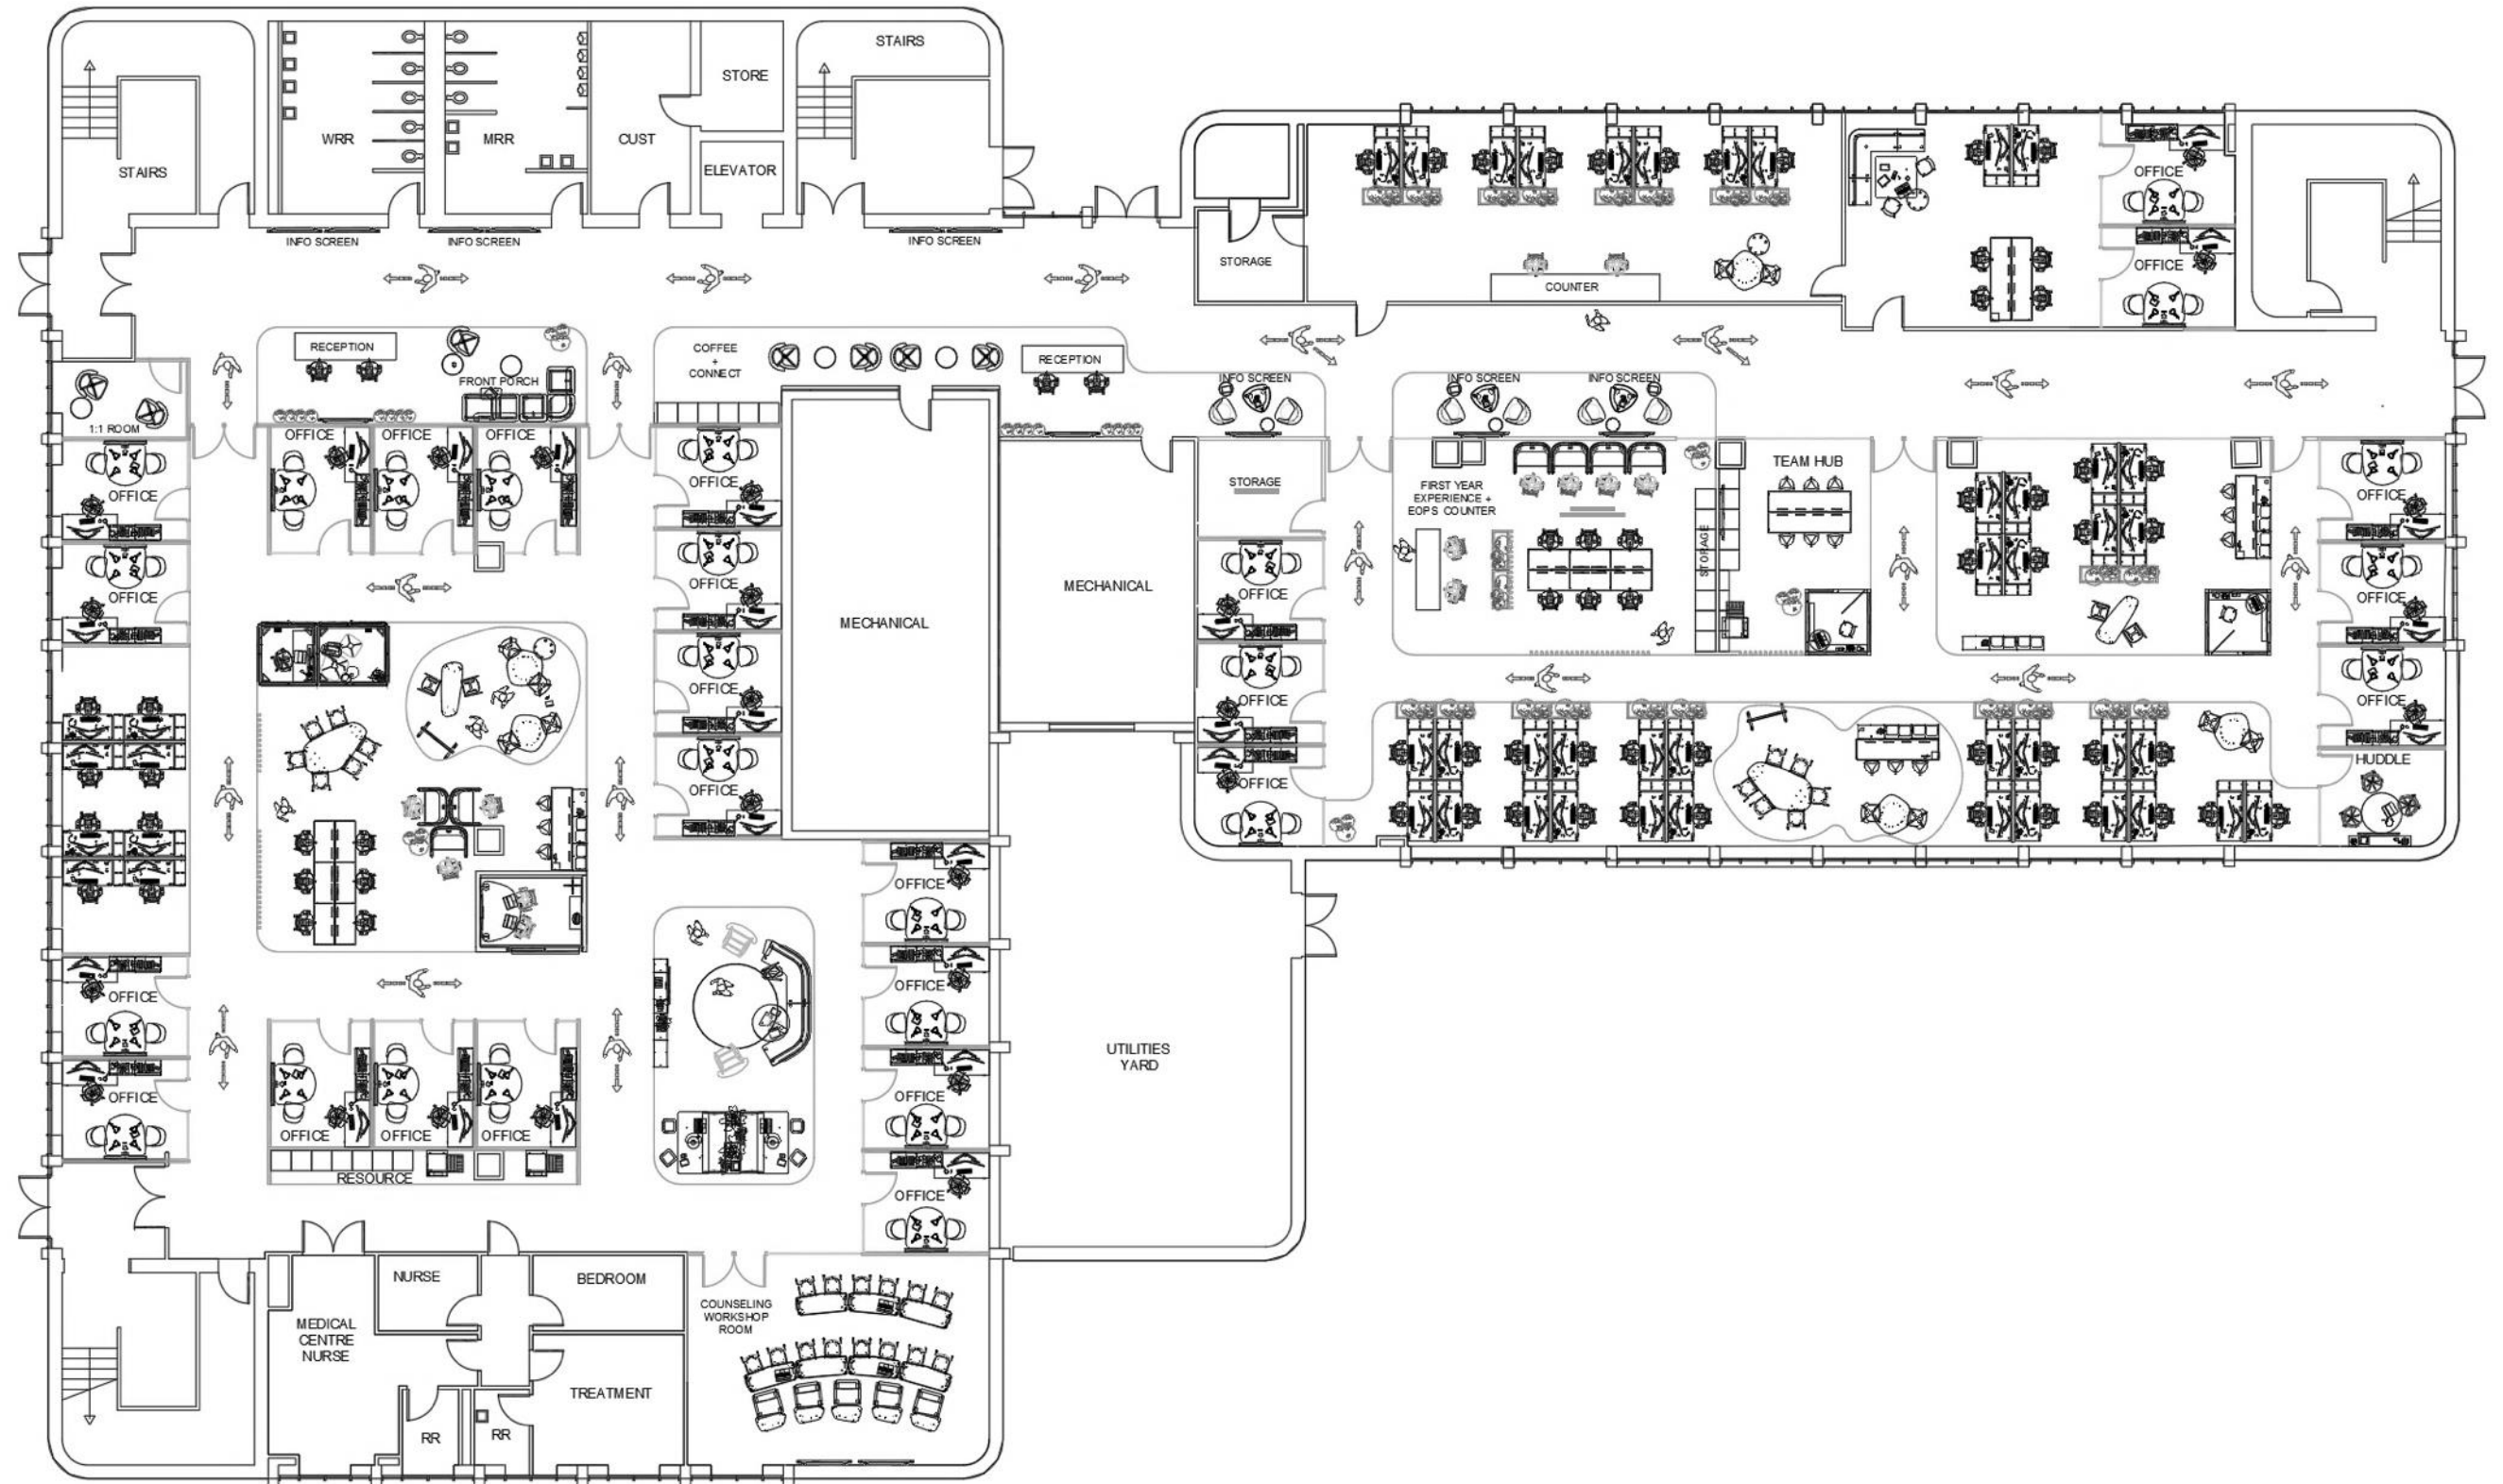 STAIRS
STORE
WRR
MRR
CUST
STAIRS
ELEVATOR
OFFICE
INFO SCREEN
INFO SCREEN
INFO SCREEN
STORAGE
OFFICE
COUNTER
RECEPTION
COFFEE
+
CONNECT
RECEPTION
FRONT PORCH
INFO SCREEN
INFO SCREEN
INFO SCREEN
1:1 ROOM
OFFICE
OFFICE
OFFICE
TEAM HUB
OFFICE
OFFICE
STORAGE
FIRST YEAR
EXPERIENCE +
EOPS COUNTER
OFFICE
STORAGE
OFFICE
OFFICE
MECHANICAL
OFFICE
OFFICE
MECHANICAL
OFFICE
OFFICE
OFFICE
HUDDLE
OFFICE
OFFICE
OFFICE
OFFICE
OFFICE
OFFICE
OFFICE
OFFICE
UTILITIES
YARD
OFFICE
OFFICE
OFFICE
RESOURCE
OFFICE
NURSE
BEDROOM
COUNSELING
WORKSHOP
ROOM
MEDICAL
CENTRE
NURSE
TREATMENT
RR
RR